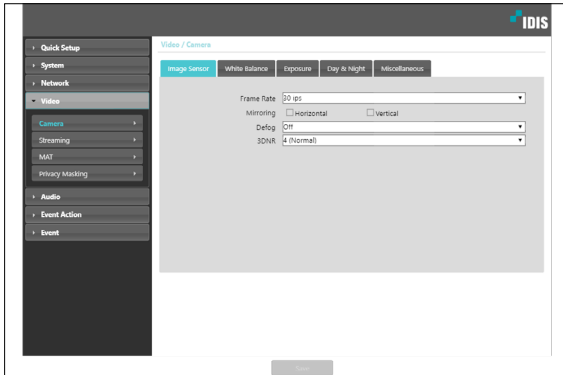 IDIS
Quick Setup
System
Network
Video
Camera
Streaming
MAT
Privacy Masking
Audio
Event Action
Event
Video / Camera
Image Sensor White Balance Exposure Day & Night Miscellaneous
Frame Rate 30 ips
Mirroring Horizontal Vertical
Defog Off
3DNR 4 (Normal)
Save